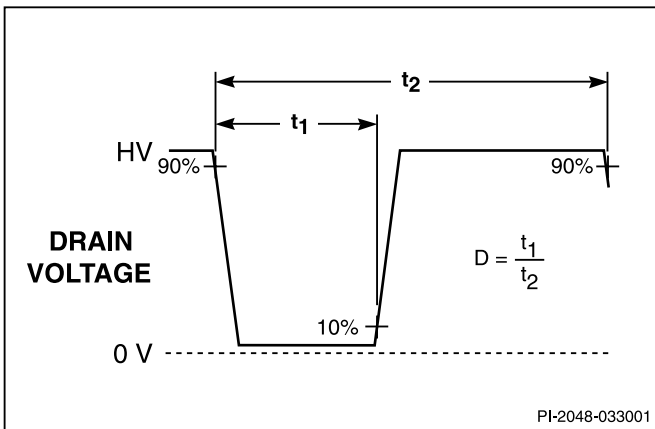 t2
t1
HV
90%
90%
DRAIN
VOLTAGE
D = t1
t2
10%
0 V
PI-2048-033001